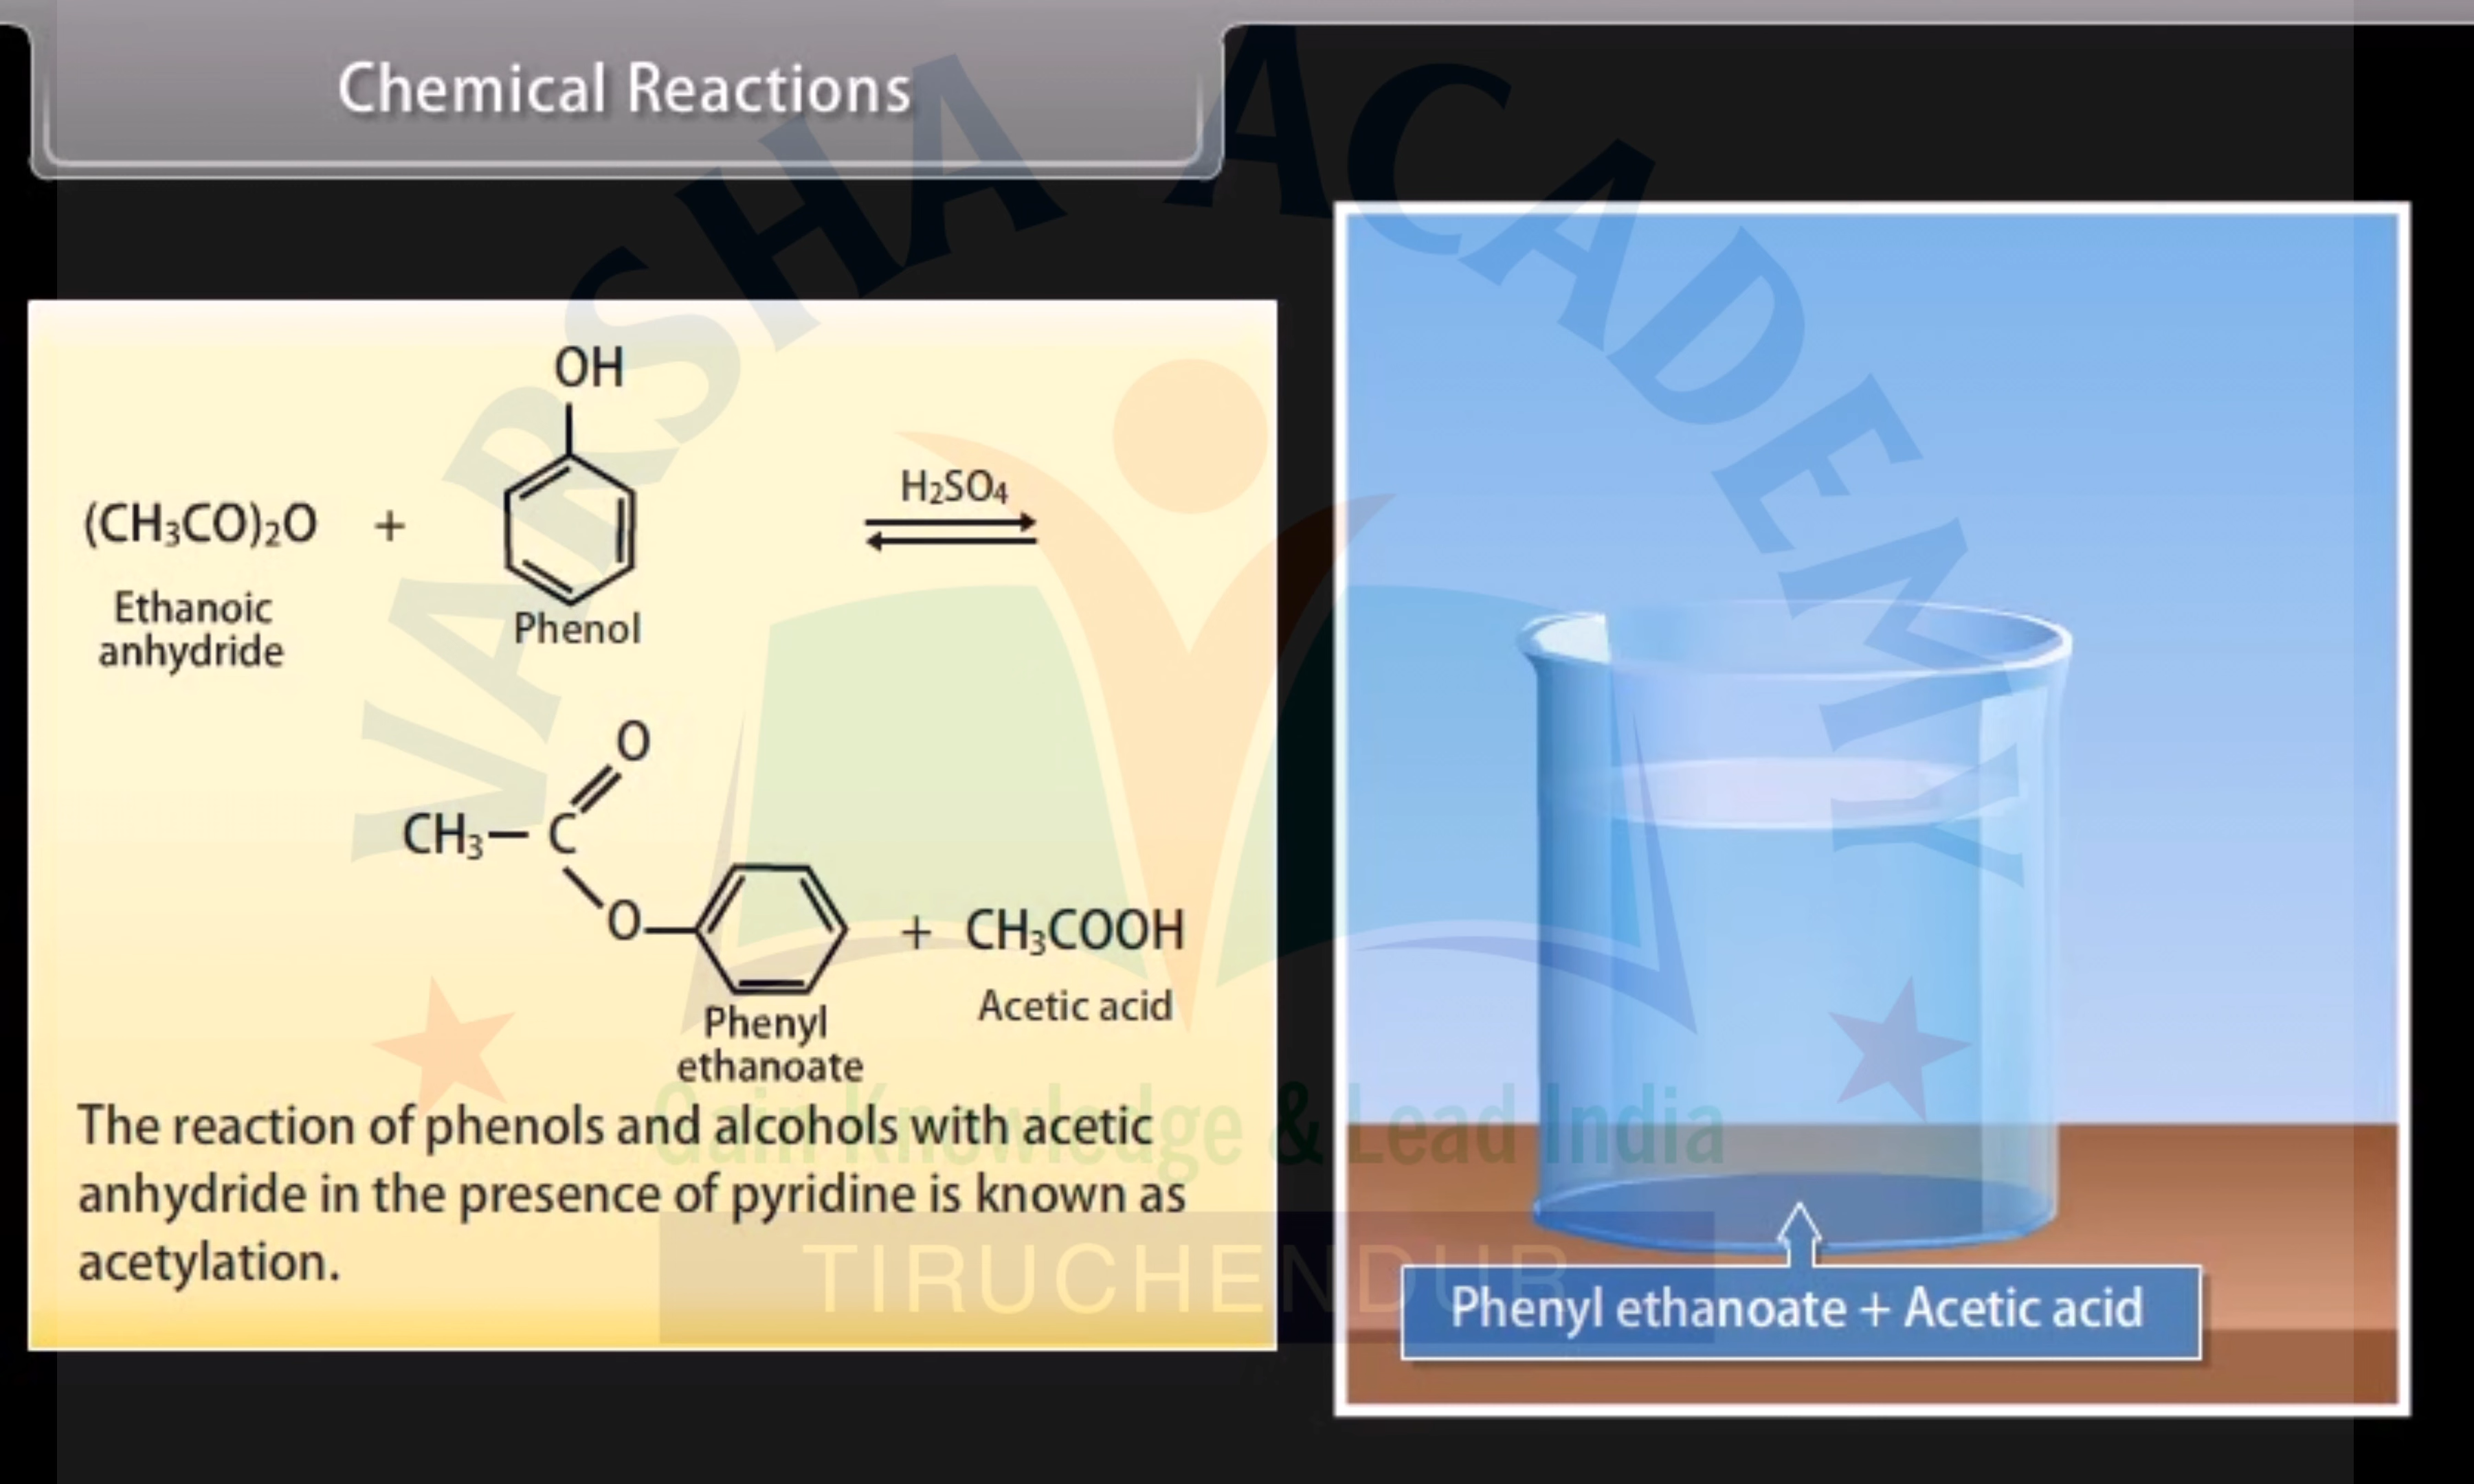 Chemical Reactions
VARSHA ACADEMY
OH
(CH₃CO)₂O + H₂SO₄
Ethanoic
anhydride
Phenol
O
CH₃— C
O + CH₃COOH
Phenyl
ethanoate
Acetic acid
The reaction of phenols and alcohols with acetic
anhydride in the presence of pyridine is known as
acetylation.
Gain Knowledge & Lead India
TIRUCHENDUR
Phenyl ethanoate + Acetic acid